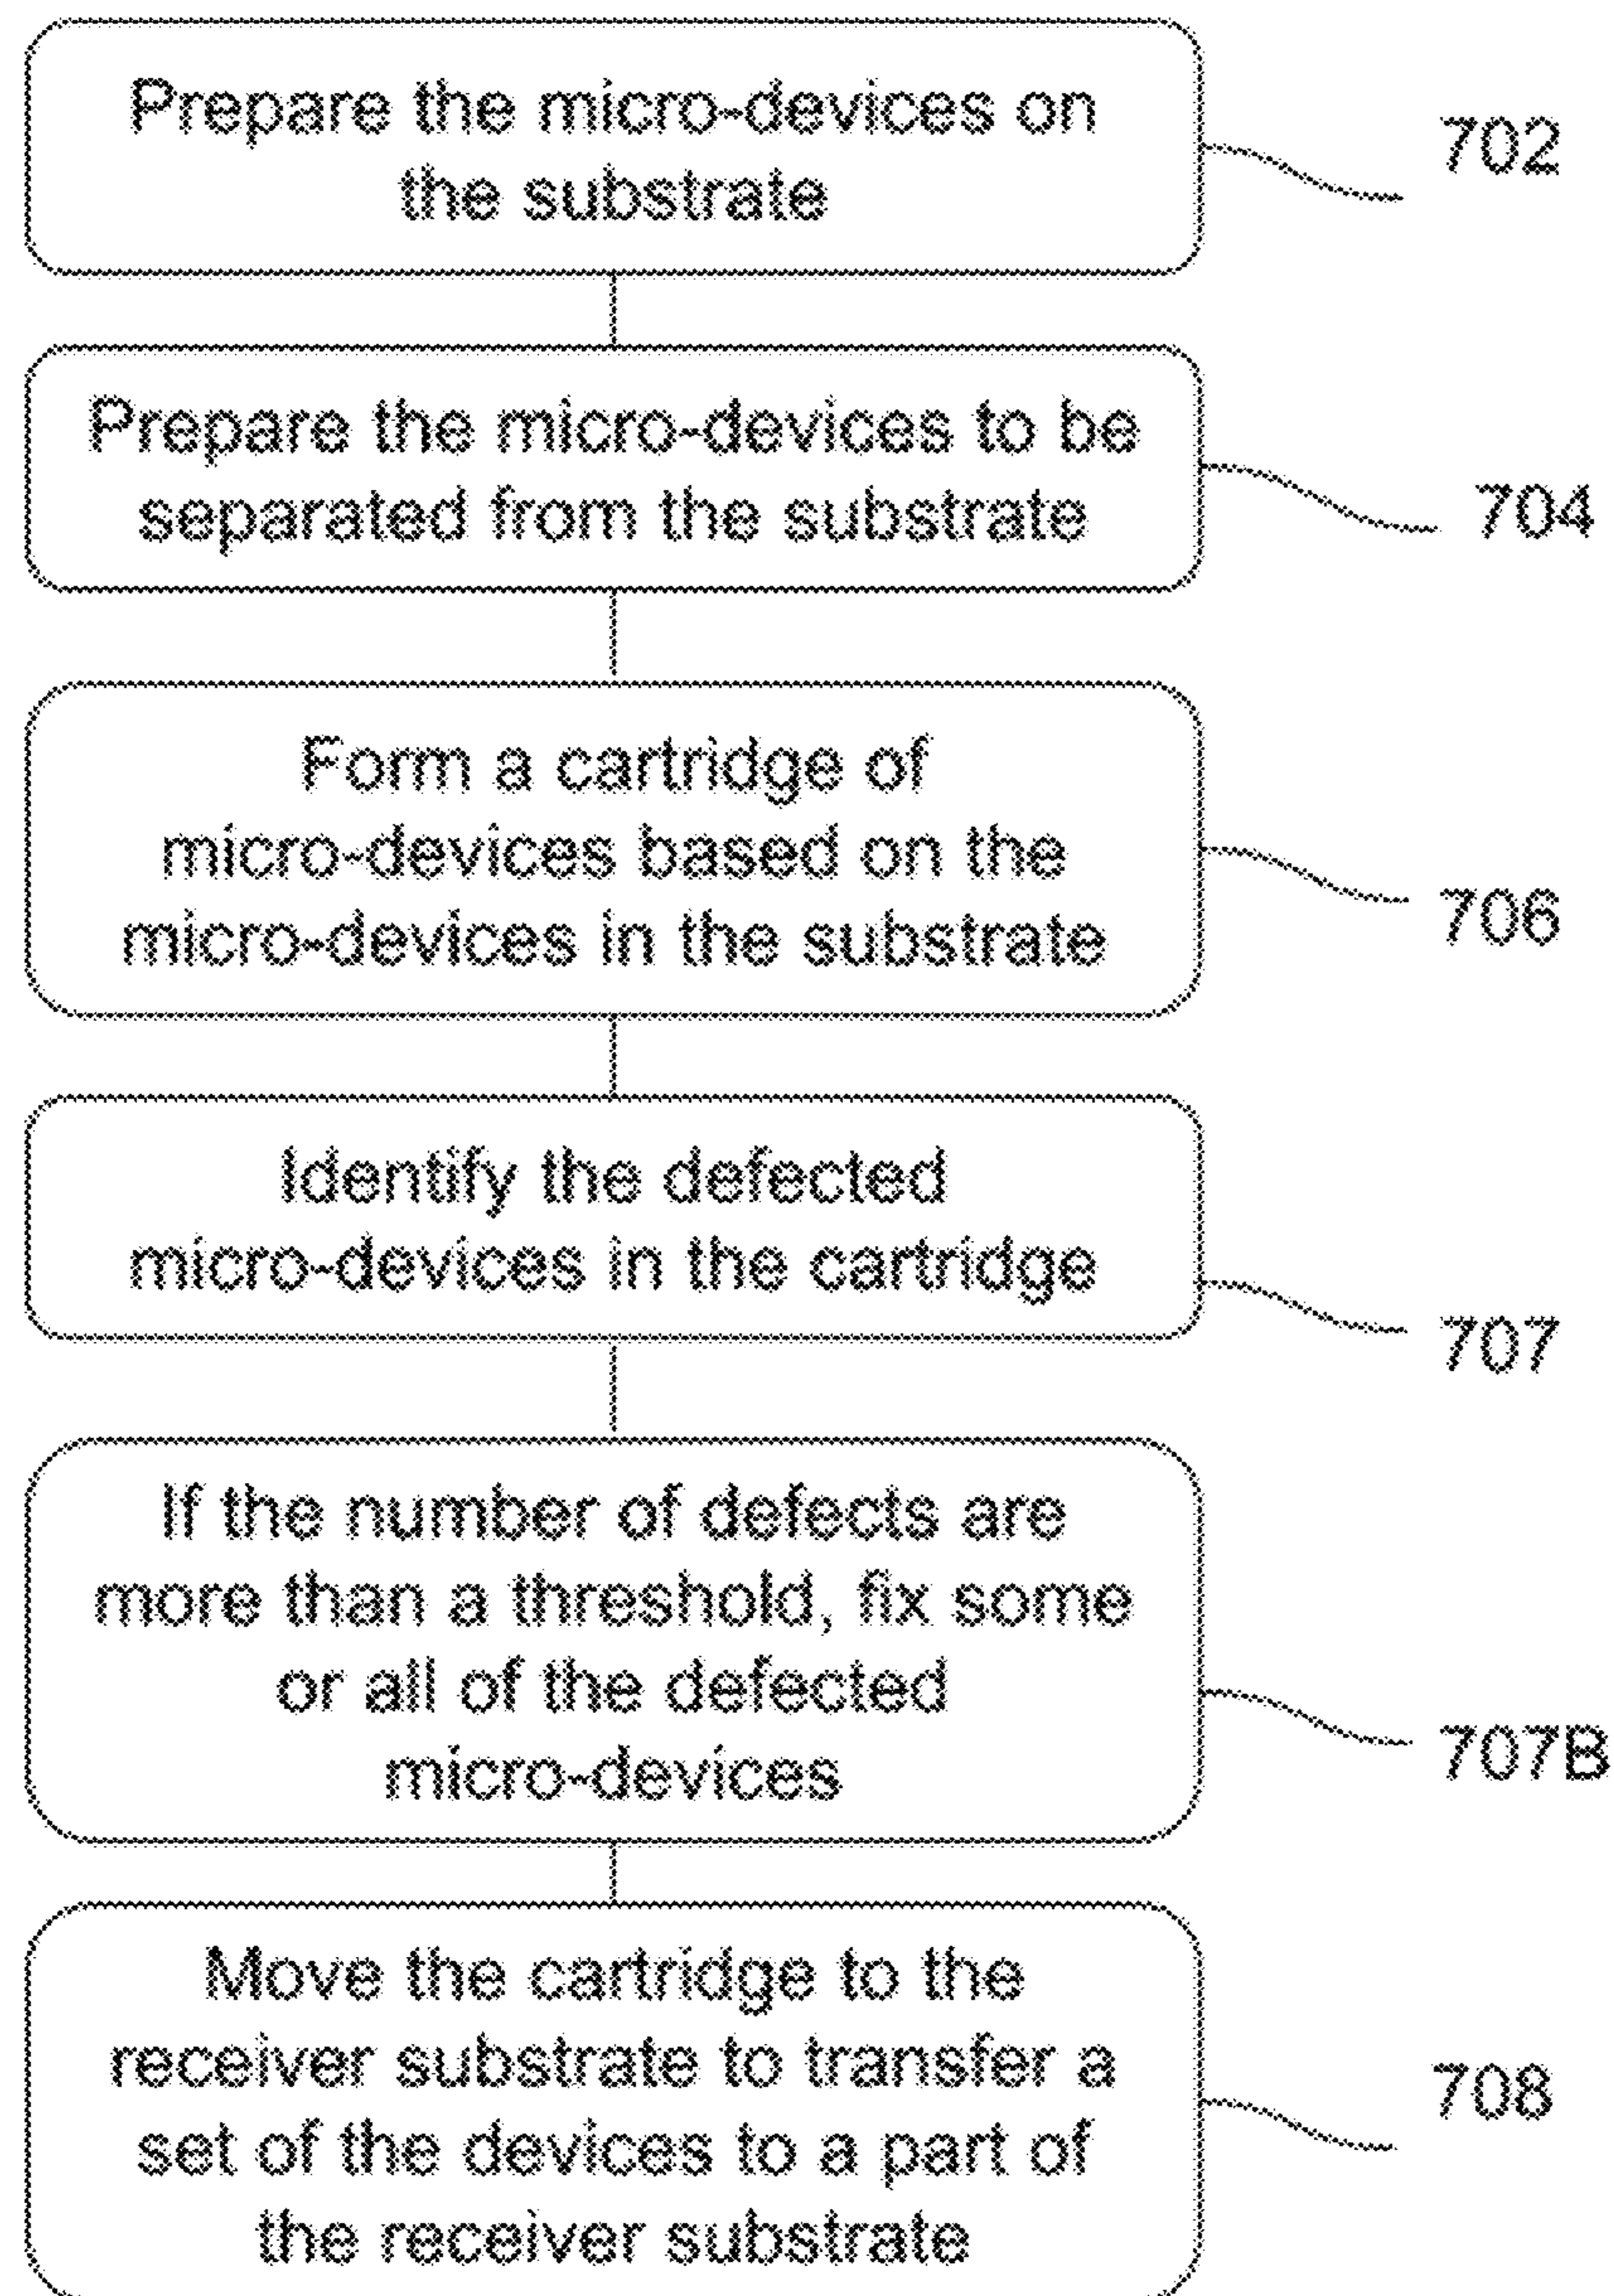 Prepare the micro-devices on
the substrate
702
Prepare the micro-devices to be
separated from the substrate
704
Form a cartridge of
micro-devices based on the
micro-devices in the substrate
706
Identify the defected
micro-devices in the cartridge
707
If the number of defects are
more than a threshold, fix some
or all of the defected
micro-devices
707B
Move the cartridge to the
receiver substrate to transfer a
set of the devices to a part of
the receiver substrate
708